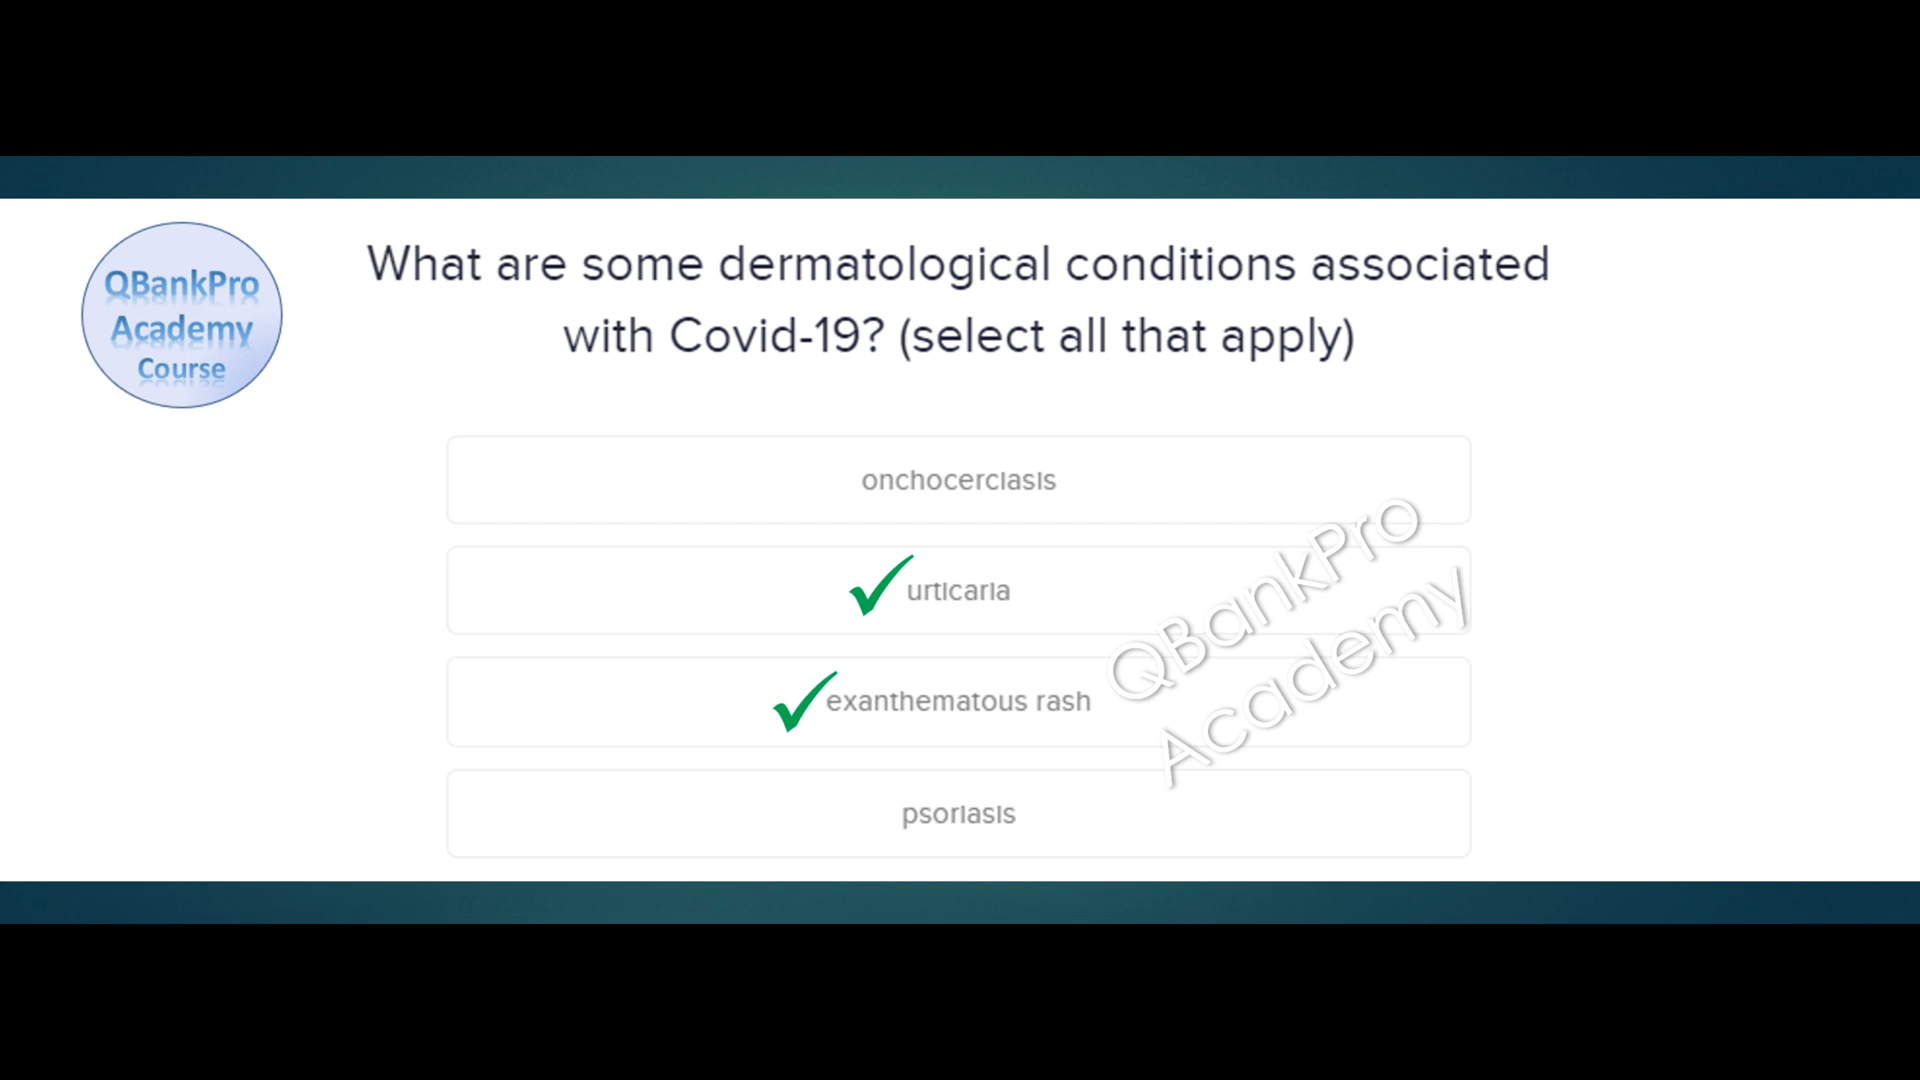 QBankPro
Academy
Course
What are some dermatological conditions associated
with Covid-19? (select all that apply)
onchocerciasis
urticaria
exanthematous rash
psoriasis
QBankPro
Academy